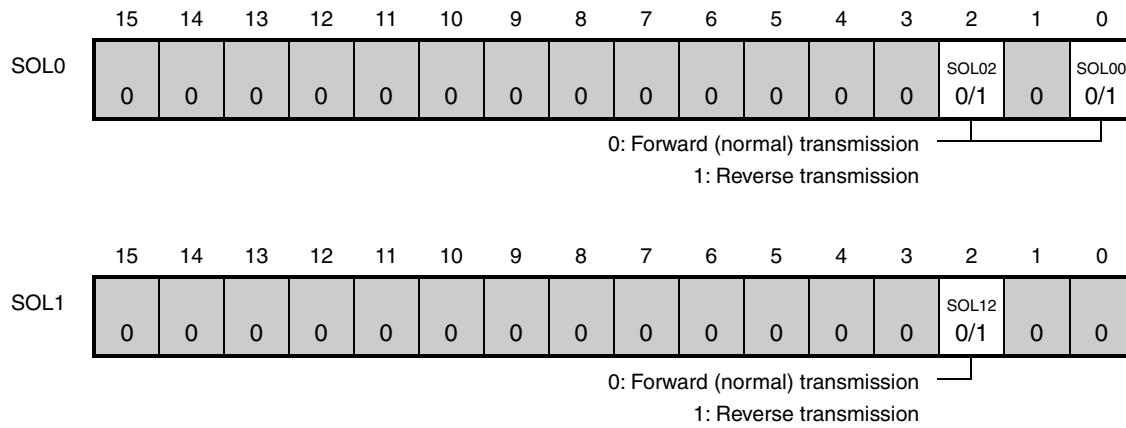 15 14 13 12 11 10 9 8 7 6 5 4 3 2 1 0
SOL0
SOL02 SOL00
0 0 0 0 0 0 0 0 0 0 0 0 0 0/1 0 0/1
0: Forward (normal) transmission
1: Reverse transmission
15 14 13 12 11 10 9 8 7 6 5 4 3 2 1 0
SOL1
SOL12
0 0 0 0 0 0 0 0 0 0 0 0 0 0/1 0 0
0: Forward (normal) transmission
1: Reverse transmission